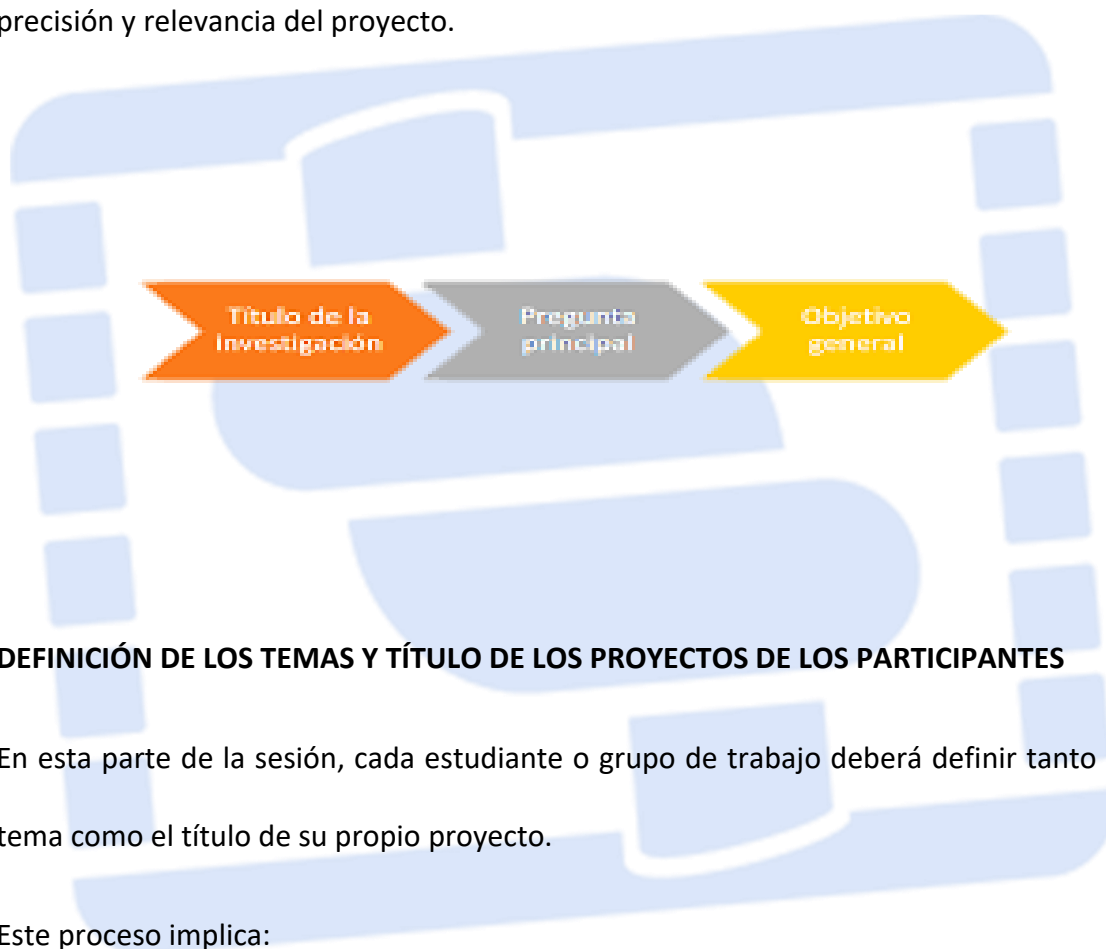 precisión y relevancia del proyecto.
Título de la
investigación
Pregunta
principal
Objetivo
general
DEFINICIÓN DE LOS TEMAS Y TÍTULO DE LOS PROYECTOS DE LOS PARTICIPANTES
En esta parte de la sesión, cada estudiante o grupo de trabajo deberá definir tanto
tema como el título de su propio proyecto.
Este proceso implica: